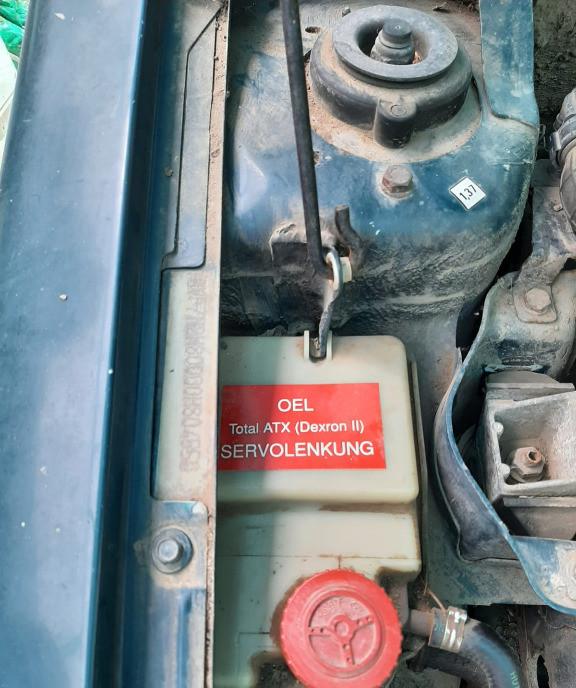 1,37
OEL
Total ATX (Dexron II)
SERVOLENKUNG